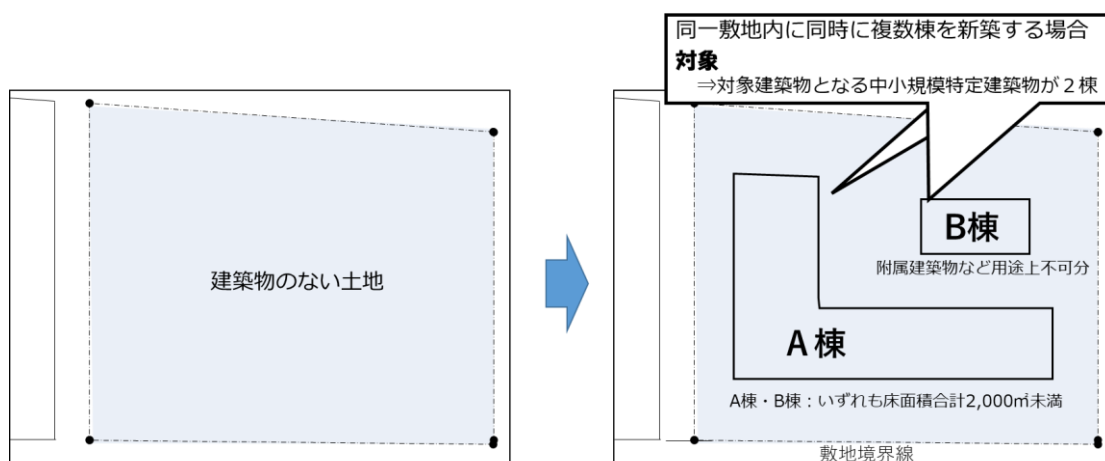 同一敷地内に同時に複数棟を新築する場合
対象
⇒対象建築物となる中小規模特定建築物が２棟
建築物のない土地
B棟
附属建築物など用途上不可分
A棟
A棟・B棟：いずれも床面積合計2,000㎡未満
敷地境界線